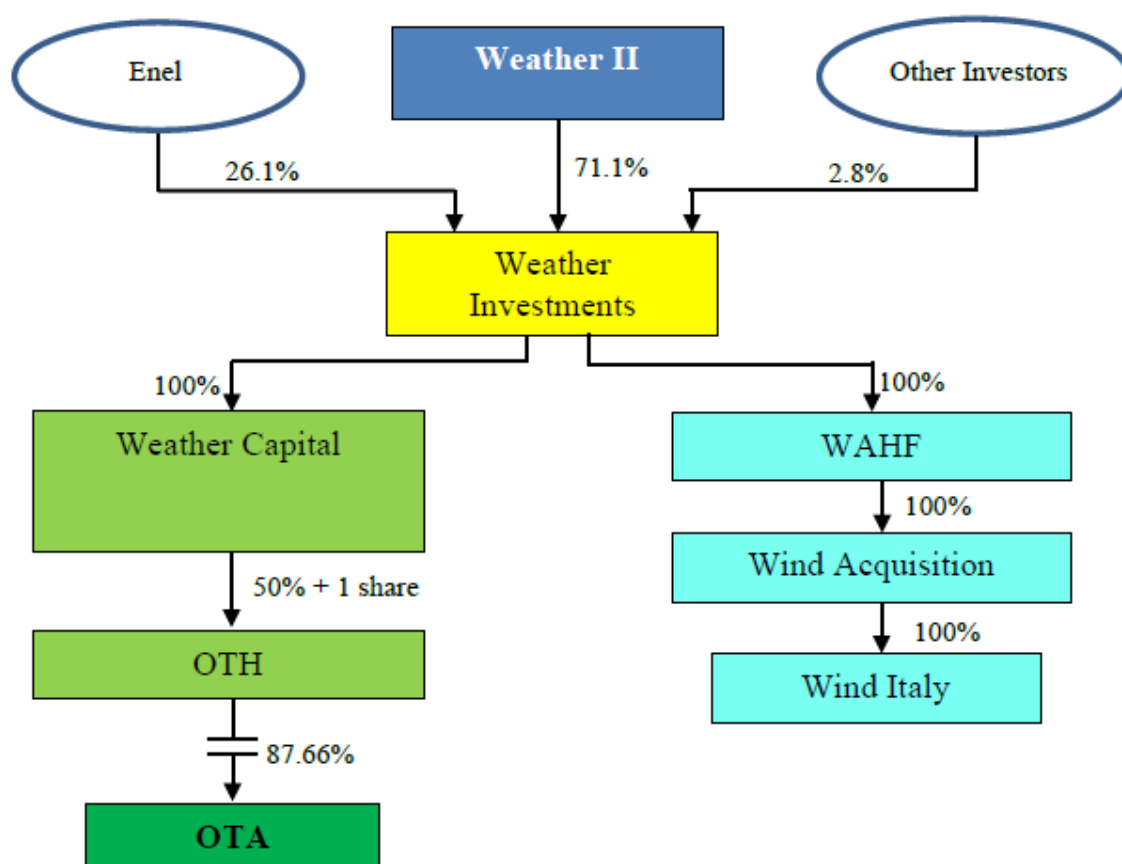 Enel
Weather II
Other Investors
26.1%
71.1%
2.8%
Weather
Investments
100%
100%
Weather Capital
WAHF
100%
Wind Acquisition
50% + 1 share
100%
OTH
Wind Italy
87.66%
OTA